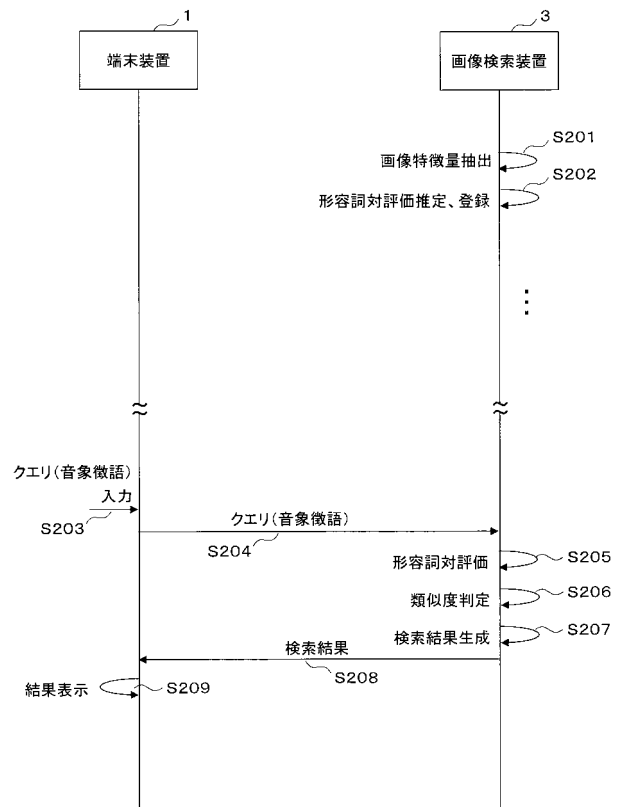 1
3
端末装置
画像検索装置
S201
画像特徴量抽出
S202
形容詞対評価推定、登録
クエリ(音象徴語)
入力
S203
クエリ(音象徴語)
S204
形容詞対評価
S205
類似度判定
S206
検索結果生成
S207
検索結果
S208
結果表示
S209